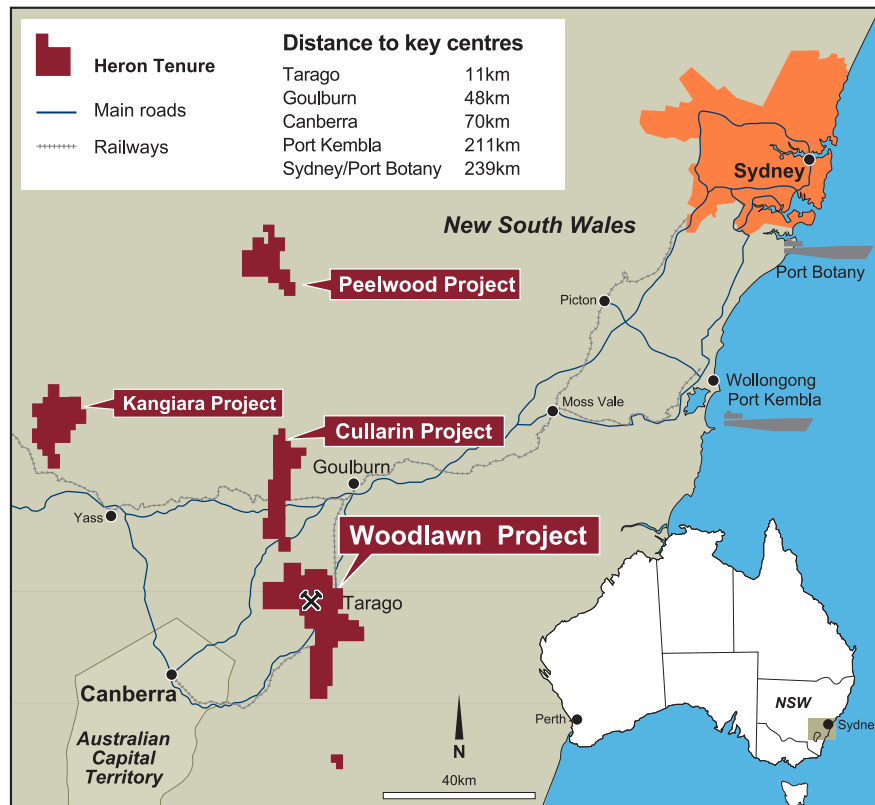 Heron Tenure
Main roads
Railways
Distance to key centres
Tarago 11km
Goulburn 48km
Canberra 70km
Port Kembla 211km
Sydney/Port Botany 239km
Sydney
New South Wales
Port Botany
Peelwood Project
Picton
Wollongong
Port Kembla
Kangiara Project
Moss Vale
Cullarin Project
Goulburn
Yass
Woodlawn Project
Tarago
Canberra
Australian
Capital
Territory
N
40km
NSW
Perth
Sydne